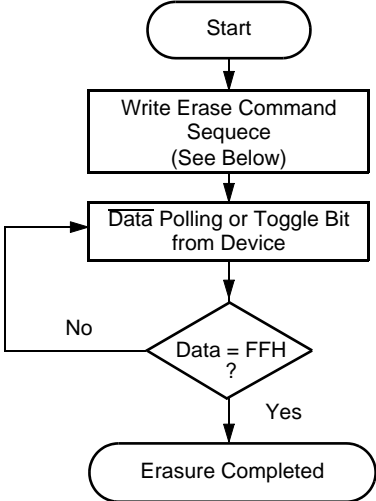 Start
Write Erase Command
Sequece
(See Below)
Data Polling or Toggle Bit
from Device
No
Data = FFH
?
Yes
Erasure Completed